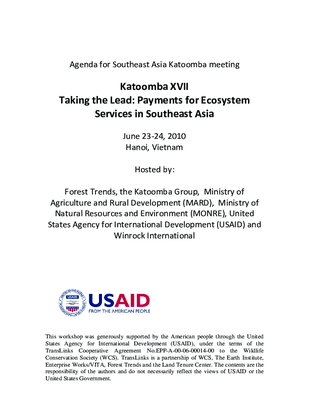 Agenda for Southeast Asia Katoomba meeting
Katoomba XVII
Taking the Lead: Payments for Ecosystem
Services in Southeast Asia
June 23-24, 2010
Hanoi, Vietnam
Hosted by:
Forest Trends, the Katoomba Group, Ministry of
Agriculture and Rural Development (MARD), Ministry of
Natural Resources and Environment (MONRE), United
States Agency for International Development (USAID) and
Winrock International
USAID
FROM THE AMERICAN PEOPLE
This workshop was generously supported by the American people through the United
States Agency for International Development (USAID), under the terms of the
TransLinks Cooperative Agreement No.EPP-A-00-06-00014-00 to the Wildlife
Conservation Society (WCS). TransLinks is a partnership of WCS, The Earth Institute,
Enterprise Works/VITA, Forest Trends and the Land Tenure Center. The contents are the
responsibility of the authors and do not necessarily reflect the views of USAID or the
United States Government.